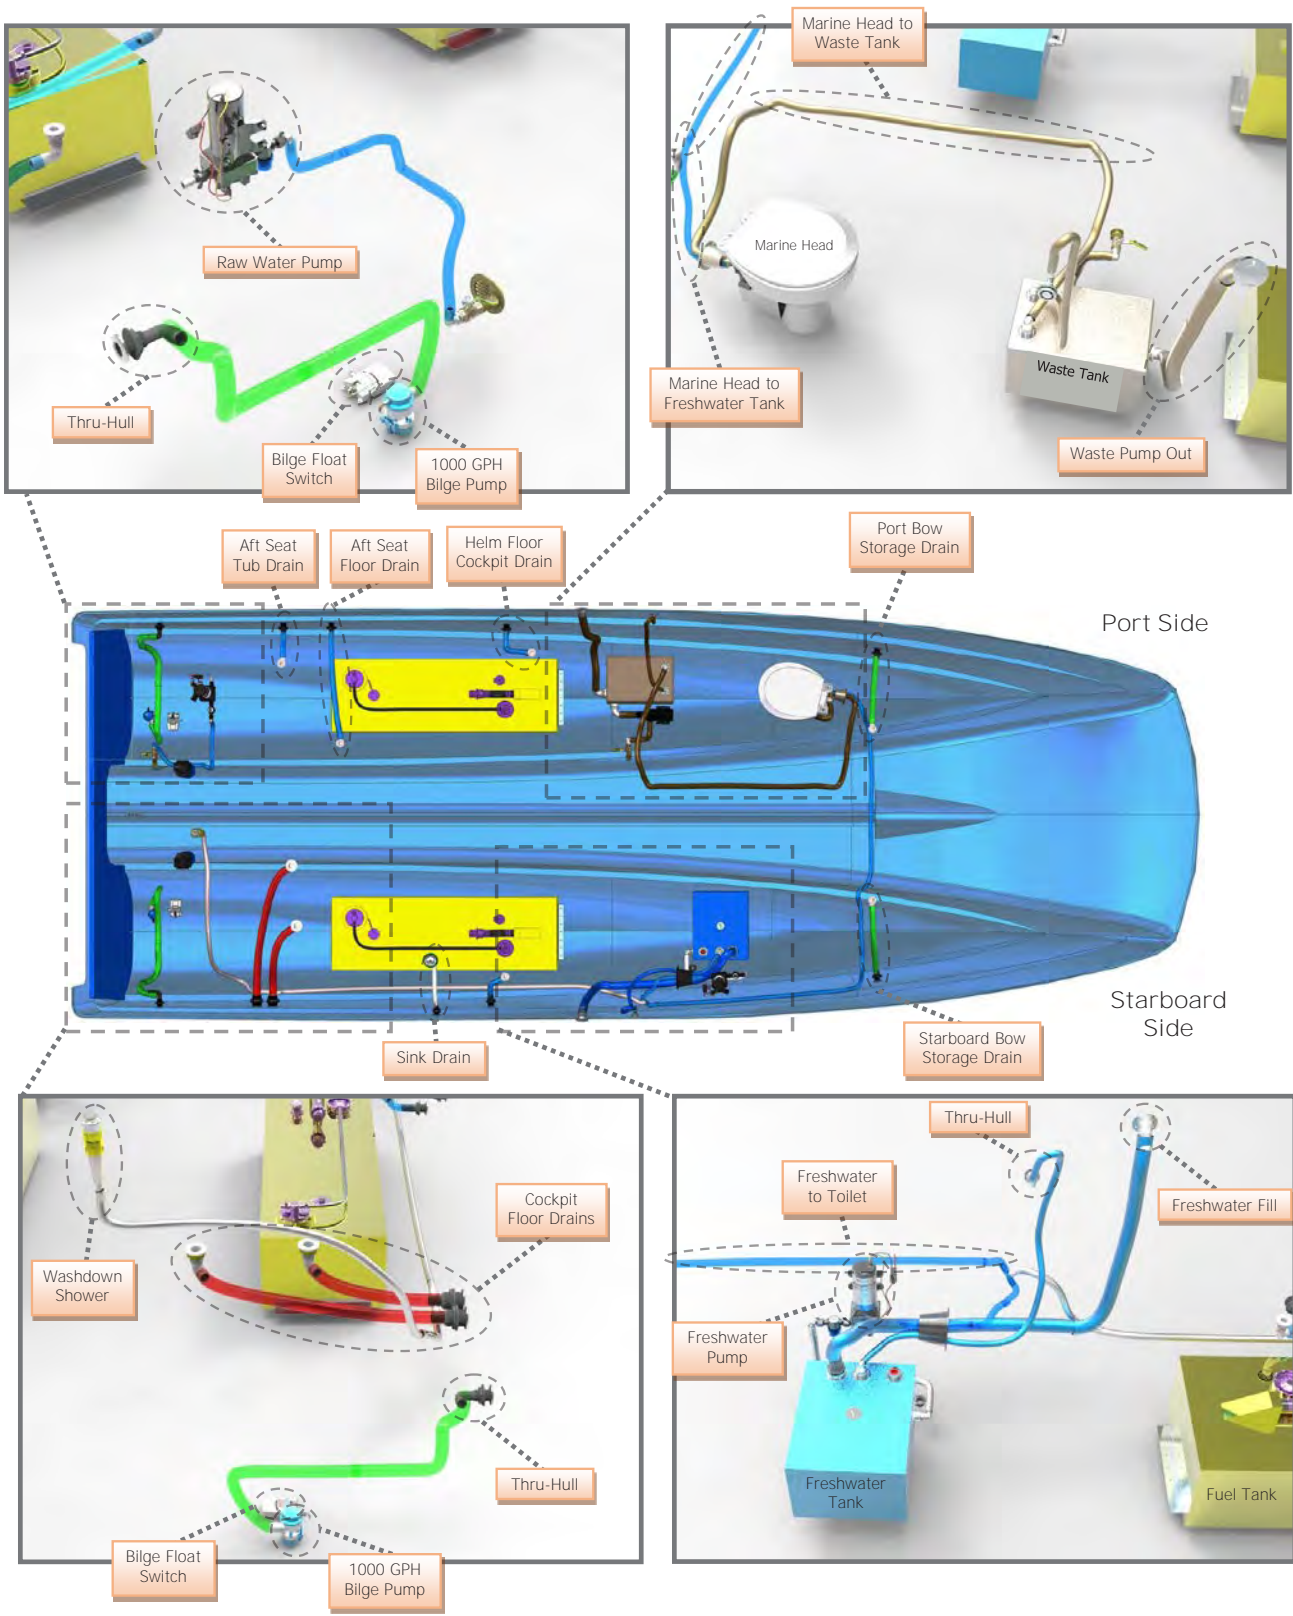 Marine Head to
Waste Tank
Raw Water Pump
Marine Head
Thru-Hull
Bilge Float
Switch
1000 GPH
Bilge Pump
Marine Head to
Freshwater Tank
Waste Tank
Waste Pump Out
Aft Seat
Tub Drain
Aft Seat
Floor Drain
Helm Floor
Cockpit Drain
Port Bow
Storage Drain
Port Side
Starboard
Side
Sink Drain
Starboard Bow
Storage Drain
Washdown
Shower
Cockpit
Floor Drains
Thru-Hull
Bilge Float
Switch
1000 GPH
Bilge Pump
Thru-Hull
Freshwater
to Toilet
Freshwater Fill
Freshwater
Pump
Freshwater
Tank
Fuel Tank